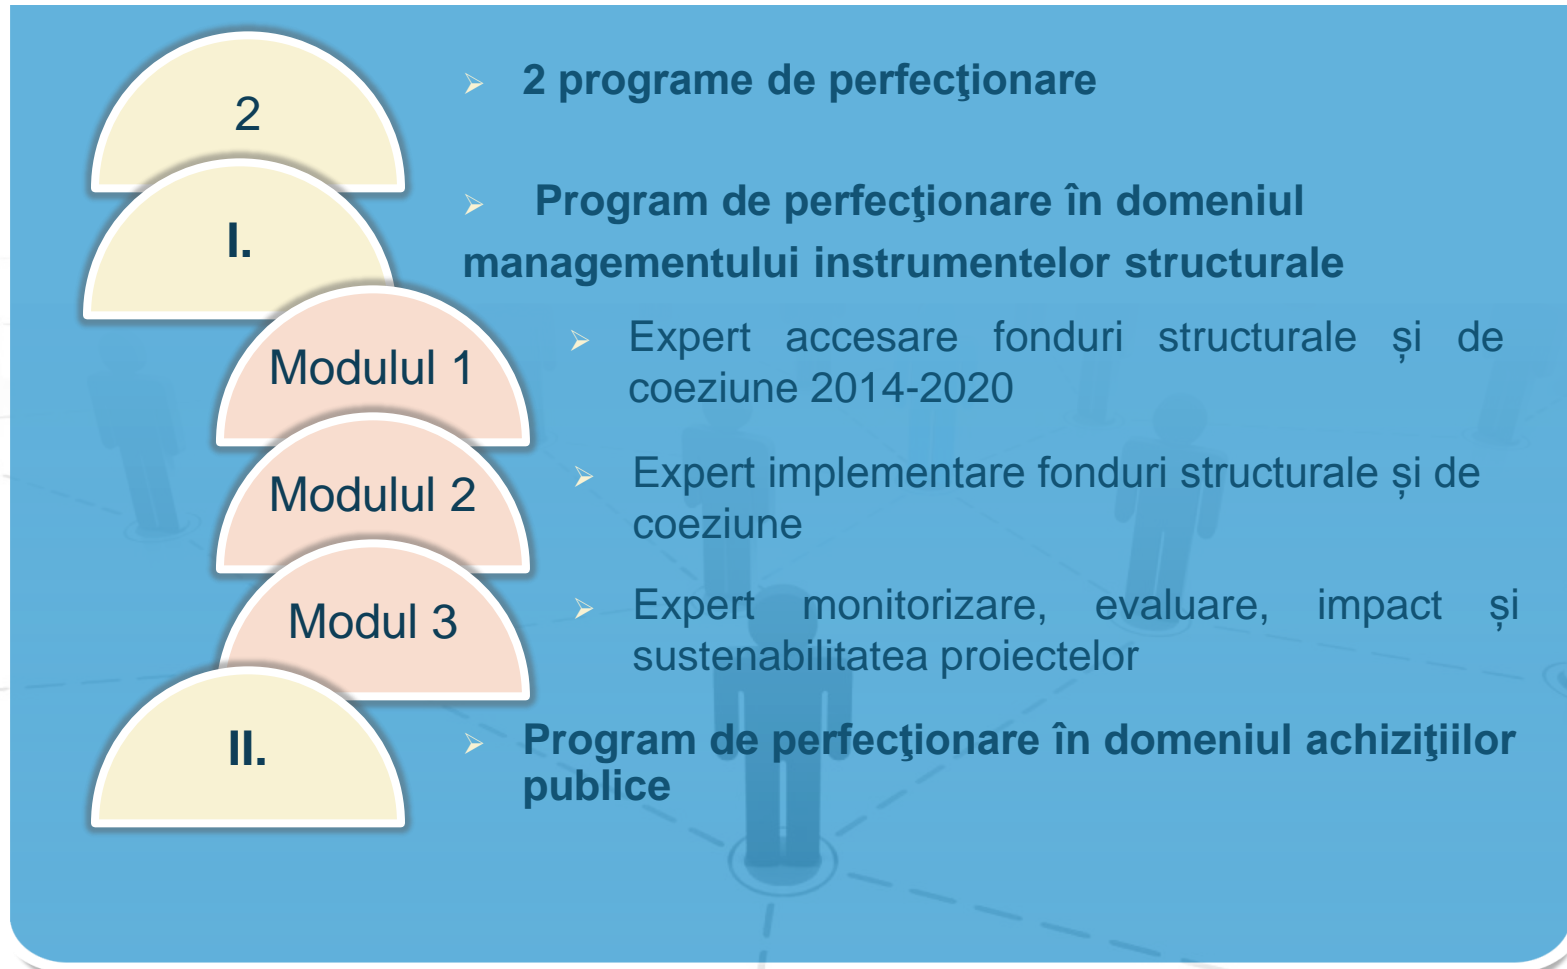 2
➢ 2 programe de perfecţionare
I.
➢ Program de perfecţionare în domeniul
managementului instrumentelor structurale
Modulul 1
➢ Expert accesare fonduri structurale și de
coeziune 2014-2020
Modulul 2
➢ Expert implementare fonduri structurale și de
coeziune
Modul 3
➢ Expert monitorizare, evaluare, impact și
sustenabilitatea proiectelor
II.
➢ Program de perfecţionare în domeniul achiziţiilor
publice